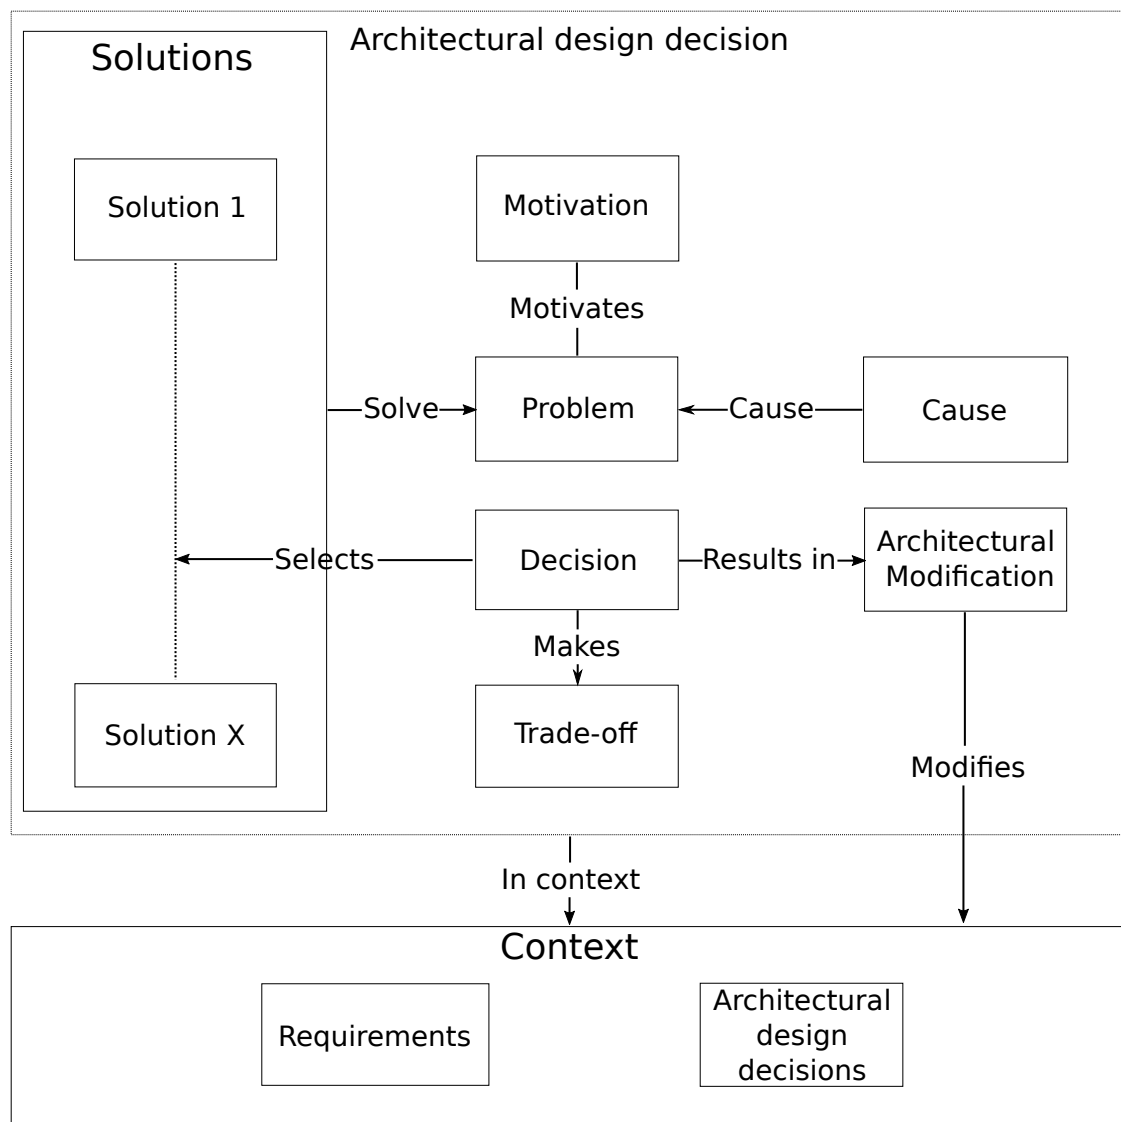 Architectural design decision
Solutions
Solution 1
Motivation
Motivates
Solve
Problem
Cause
Cause
Selects
Decision
Results in
Architectural
Modification
Makes
Solution X
Trade-off
Modifies
In context
Context
Requirements
Architectural
design
decisions